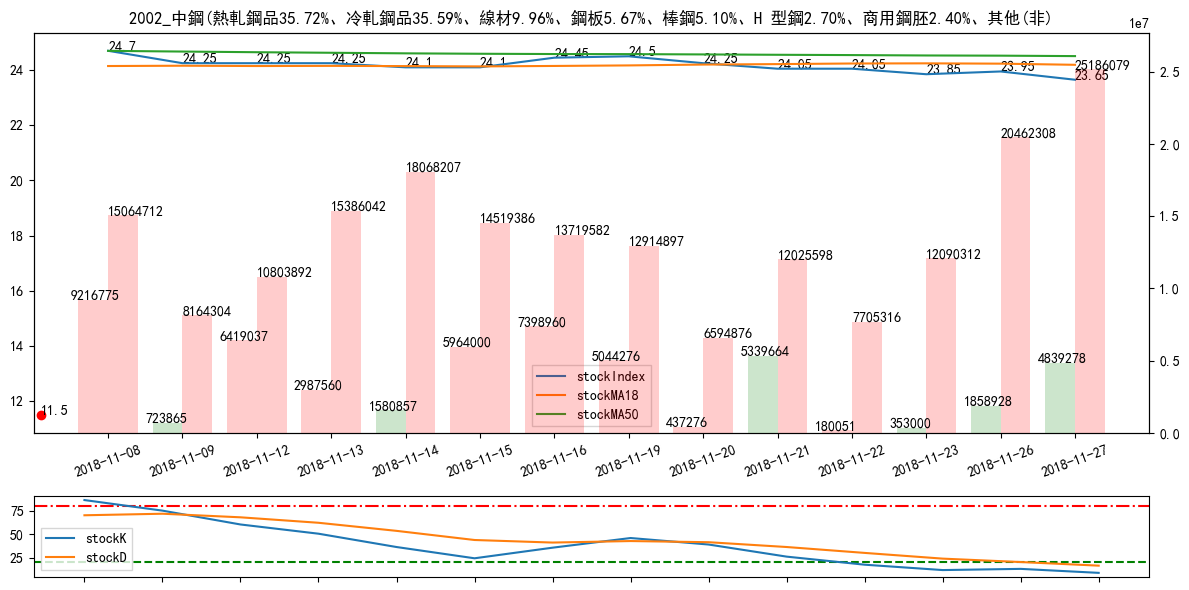 2002_中鋼(熱軋鋼品35.72%、冷軋鋼品35.59%、線材9.96%、鋼板5.67%、棒鋼5.10%、H 型鋼2.70%、商用鋼胚2.40%、其他(非)
1e7
24.7 24.25 24.25 24.25 24.1 24.1 24.45 24.5 24.25 24.05 24.05 23.85 23.95 23.65
24 22 20 18 16 14 12
2.5 2.0 1.5 1.0 0.5 0.0
15064712 8164304 10803892 15386042 18068207 14519386 13719582 12914897 6594876 12025598 7705316 12090312 20462308 25186079
9216775 723865 6419037 2987560 1580857 5964000 7398960 5044276 437276 5339664 180051 353000 1858928 4839278
11.5
stockIndex
stockMA18
stockMA50
2018-11-08 2018-11-09 2018-11-12 2018-11-13 2018-11-14 2018-11-15 2018-11-16 2018-11-19 2018-11-20 2018-11-21 2018-11-22 2018-11-23 2018-11-26 2018-11-27
75 50 25
stockK
stockD